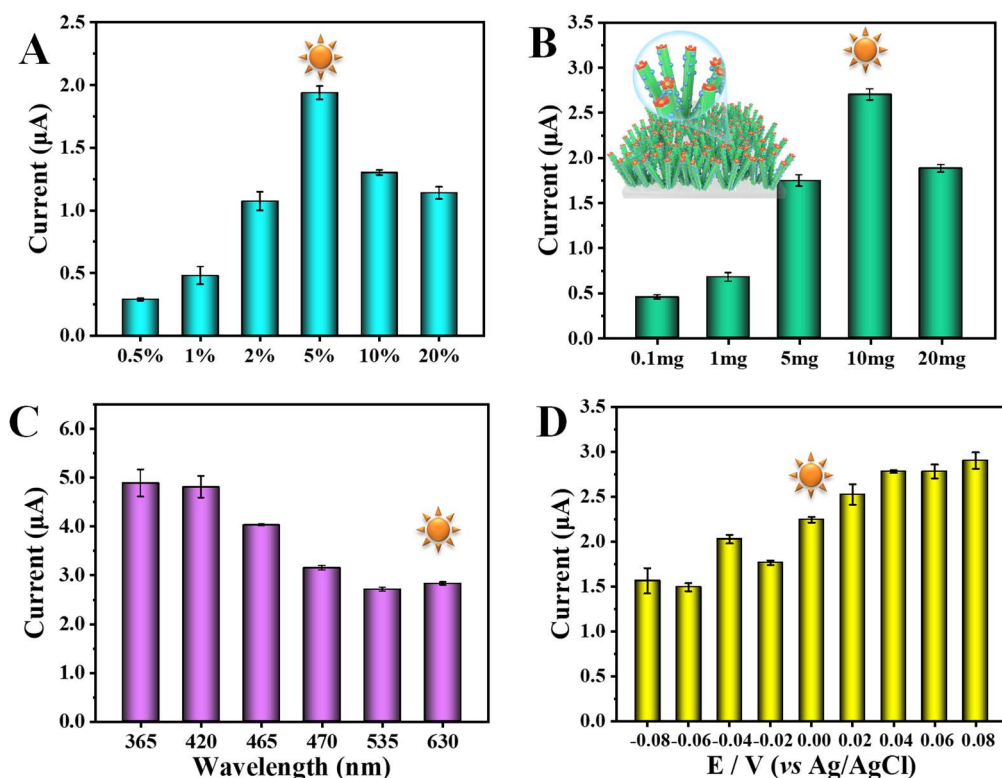 A
Current (µA)
2.5
2.0
1.5
1.0
0.5
0.0
0.5% 1% 2% 5% 10% 20%
B
Current (µA)
3.5
3.0
2.5
2.0
1.5
1.0
0.5
0.0
0.1mg 1mg 5mg 10mg 20mg
C
Current (µA)
6.0
5.0
4.0
3.0
2.0
1.0
0.0
365 420 465 470 535 630
Wavelength (nm)
D
Current (µA)
3.5
3.0
2.5
2.0
1.5
1.0
0.5
0.0
-0.08 -0.06 -0.04 -0.02 0.00 0.02 0.04 0.06 0.08
E / V (vs Ag/AgCl)